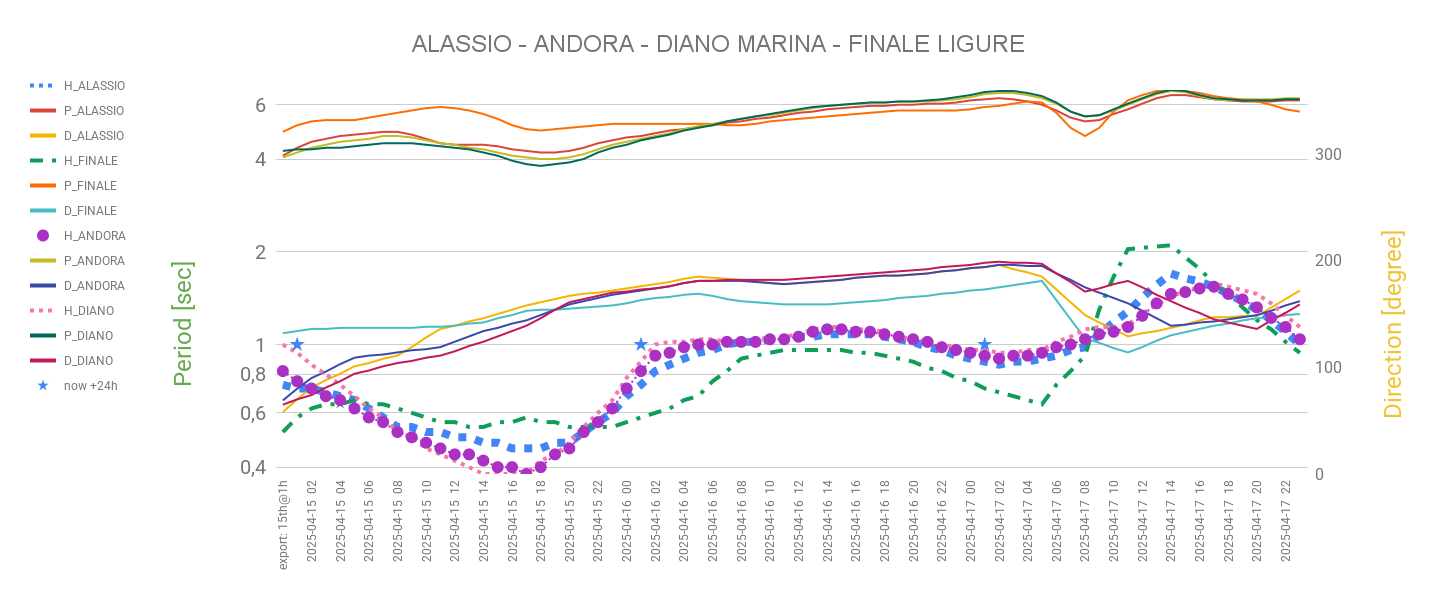 ALASSIO - ANDORA - DIANO MARINA - FINALE LIGURE
H_ALASSIO
P_ALASSIO
D_ALASSIO
H_FINALE
P_FINALE
D_FINALE
H_ANDORA
P_ANDORA
D_ANDORA
H_DIANO
P_DIANO
D_DIANO
now +24h
Period [sec]
6
4
2
1
0,8
0,6
0,4
300
200
100
0
Direction [degree]
export: 15th@1h
2025-04-15 02
2025-04-15 04
2025-04-15 06
2025-04-15 08
2025-04-15 10
2025-04-15 12
2025-04-15 14
2025-04-15 16
2025-04-15 18
2025-04-15 20
2025-04-15 22
2025-04-16 00
2025-04-16 02
2025-04-16 04
2025-04-16 06
2025-04-16 08
2025-04-16 10
2025-04-16 12
2025-04-16 14
2025-04-16 16
2025-04-16 18
2025-04-16 20
2025-04-16 22
2025-04-17 00
2025-04-17 02
2025-04-17 04
2025-04-17 06
2025-04-17 08
2025-04-17 10
2025-04-17 12
2025-04-17 14
2025-04-17 16
2025-04-17 18
2025-04-17 20
2025-04-17 22